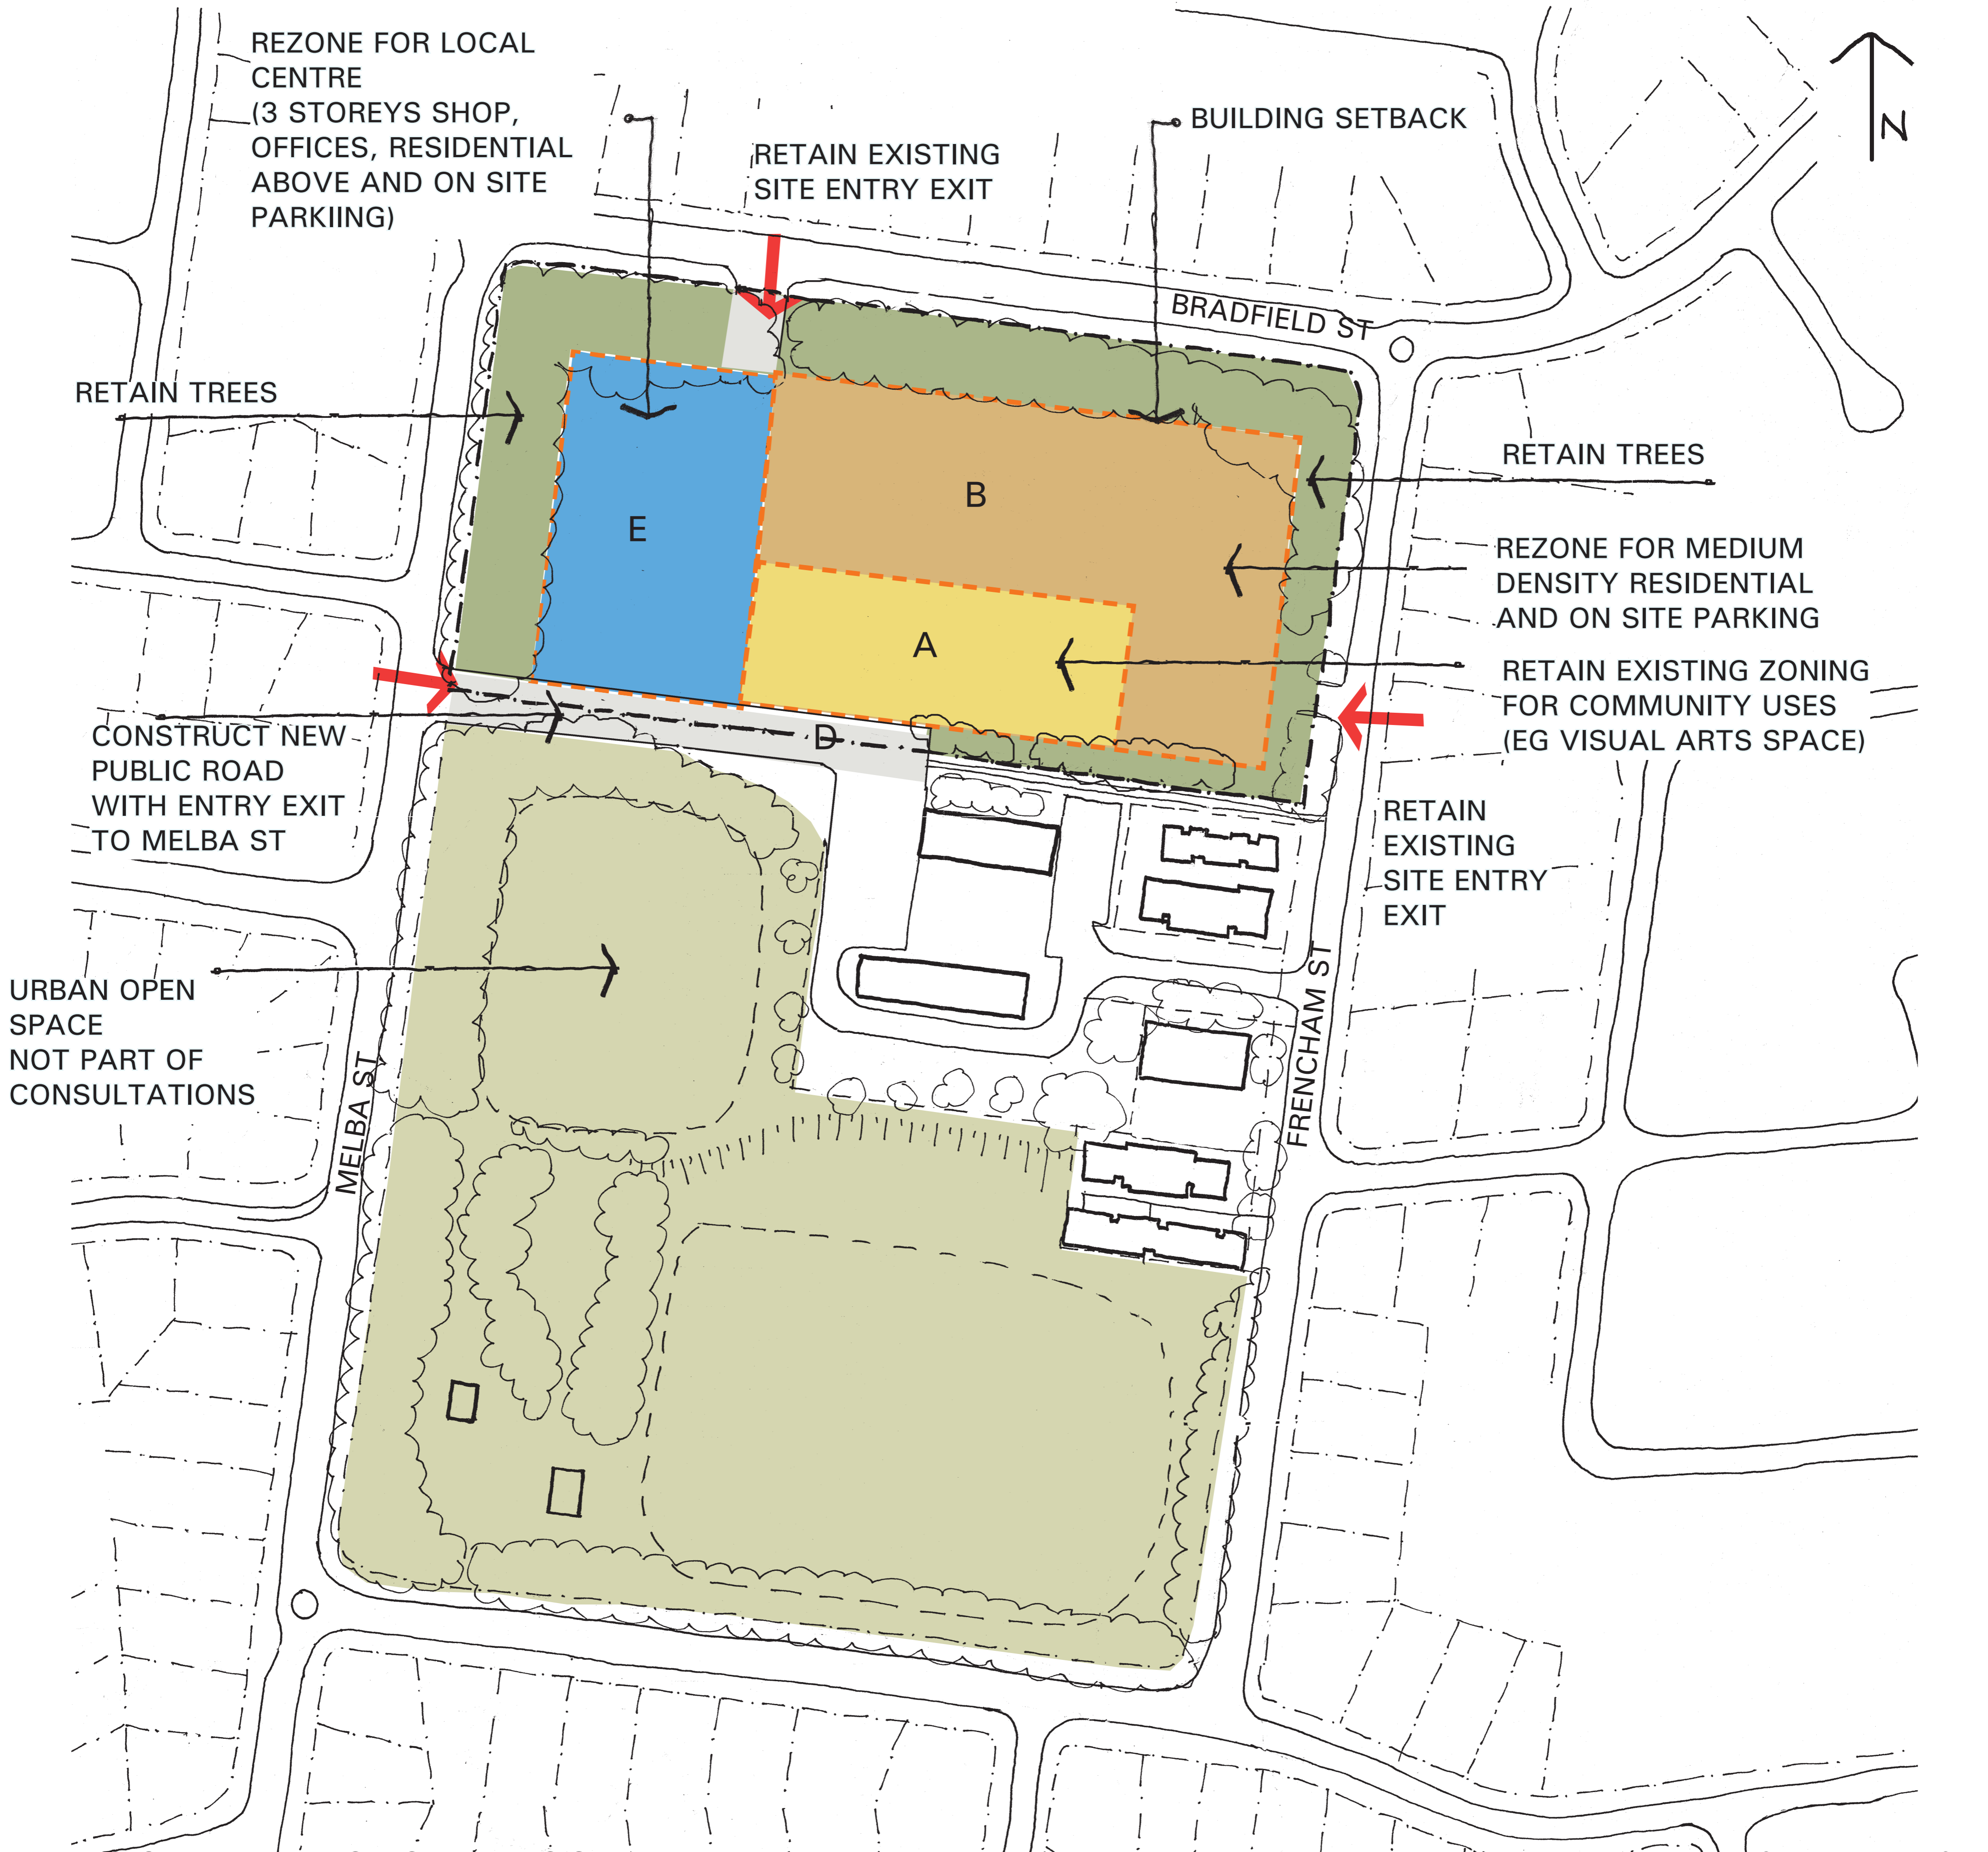 REZONE FOR LOCAL
CENTRE
(3 STOREYS SHOP,
OFFICES, RESIDENTIAL
ABOVE AND ON SITE
PARKIING)
RETAIN EXISTING
SITE ENTRY EXIT
BUILDING SETBACK
N
BRADFIELD ST
RETAIN TREES
RETAIN TREES
B
E
REZONE FOR MEDIUM
DENSITY RESIDENTIAL
AND ON SITE PARKING
A
RETAIN EXISTING ZONING
FOR COMMUNITY USES
(EG VISUAL ARTS SPACE)
D
CONSTRUCT NEW
PUBLIC ROAD
WITH ENTRY EXIT
TO MELBA ST
RETAIN
EXISTING
SITE ENTRY
EXIT
URBAN OPEN
SPACE
NOT PART OF
CONSULTATIONS
MELBA ST
FRENCHAM ST